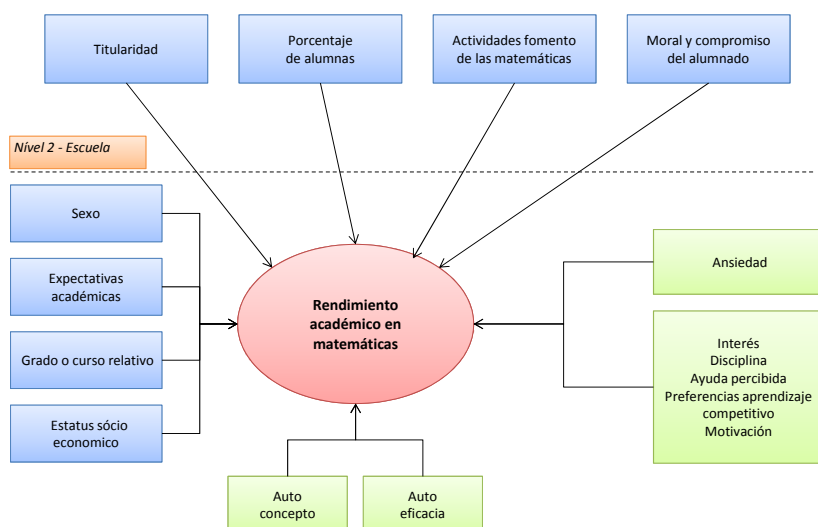 Titularidad
Porcentaje
de alumnas
Actividades fomento
de las matemáticas
Moral y compromiso
del alumnado
Nível 2 - Escuela
Sexo
Expectativas
académicas
Grado o curso relativo
Estatus sócio
economico
Rendimiento
académico en
matemáticas
Ansiedad
Interés
Disciplina
Ayuda percibida
Preferencias aprendizaje
competitivo
Motivación
Auto
concepto
Auto
eficacia